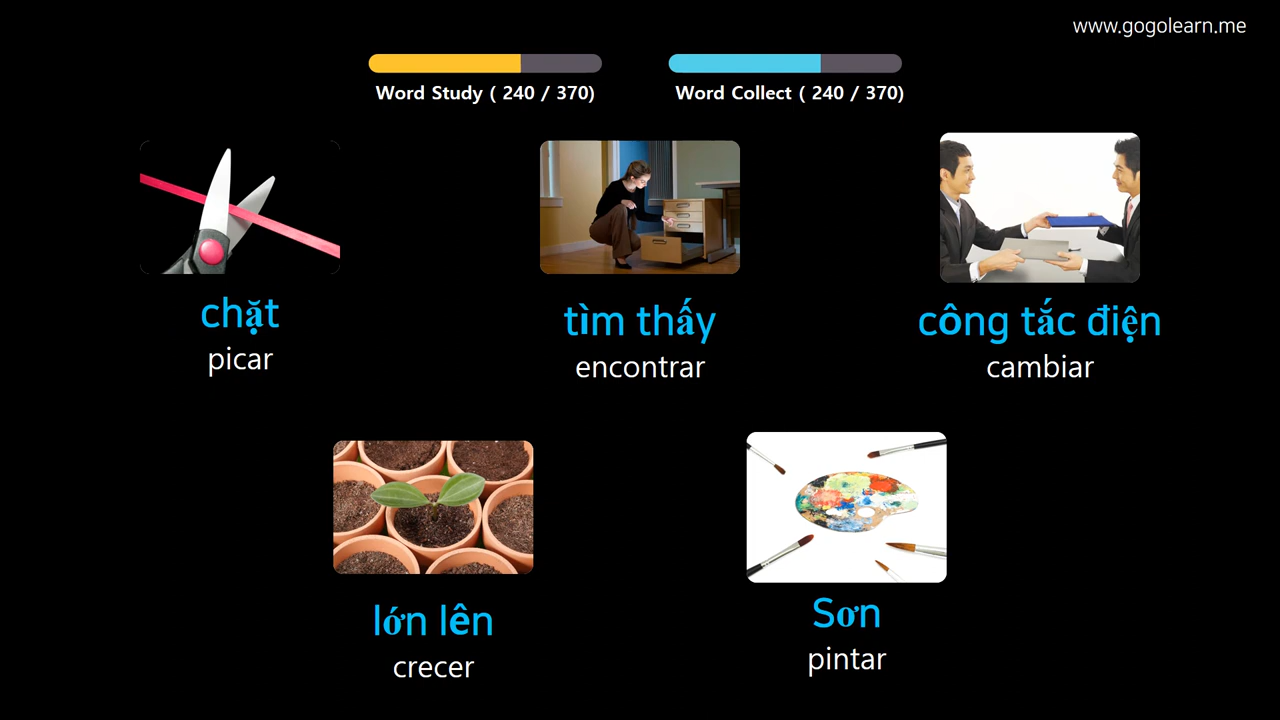 www.gogolearn.me
Word Study ( 240 / 370)
Word Collect ( 240 / 370)
chặt
picar
tìm thấy
encontrar
công tắc điện
cambiar
lớn lên
crecer
Sơn
pintar